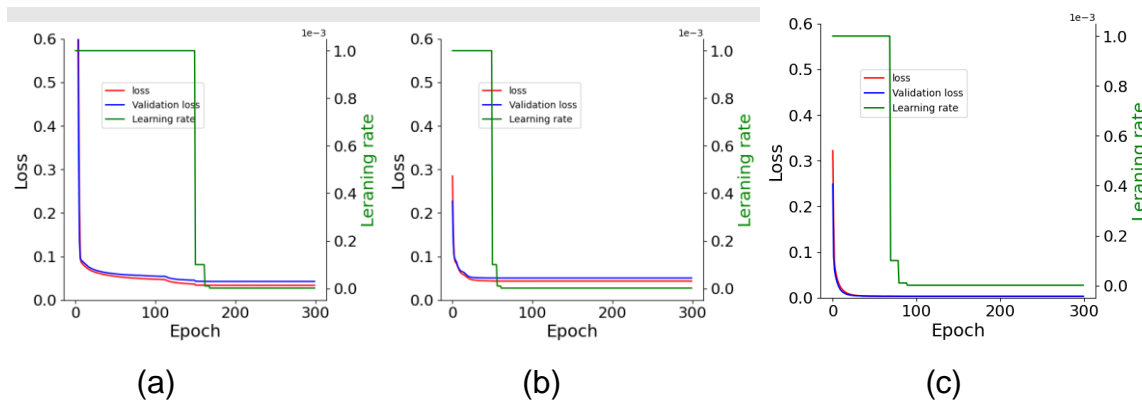 1e−3
0.6
0.5
0.4
0.3
0.2
0.1
0.0
Loss
0
100
200
300
Epoch
1.0
0.8
0.6
0.4
0.2
0.0
Leraning rate
loss
Validation loss
Learning rate
(a)
1e−3
0.6
0.5
0.4
0.3
0.2
0.1
0.0
Loss
0
100
200
300
Epoch
1.0
0.8
0.6
0.4
0.2
0.0
Leraning rate
loss
Validation loss
Learning rate
(b)
1e−3
0.6
0.5
0.4
0.3
0.2
0.1
0.0
Loss
0
100
200
300
Epoch
1.0
0.8
0.6
0.4
0.2
0.0
Leraning rate
loss
Validation loss
Learning rate
(c)